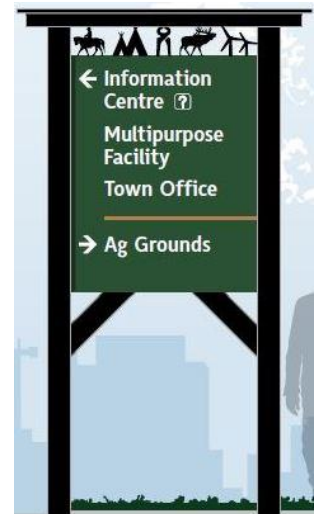 ← Information
Centre ?
Multipurpose
Facility
Town Office
→ Ag Grounds